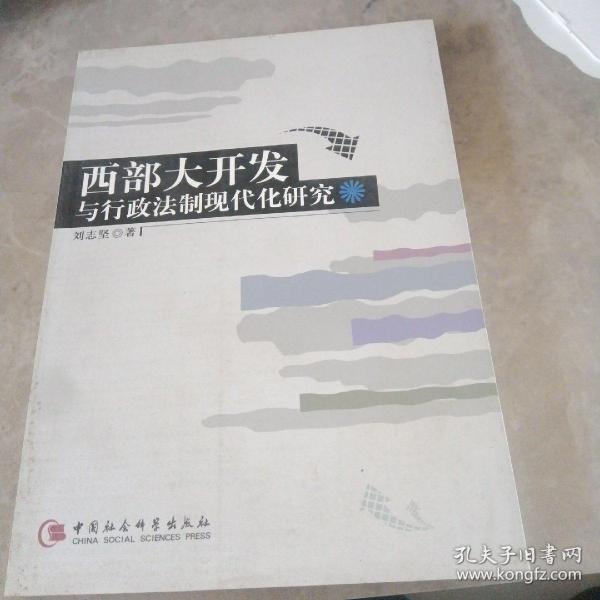 西部大开发
与行政法制现代化研究
刘志坚◎著
中国社会科学出版社
CHINA SOCIAL SCIENCES PRESS
孔夫子旧书网
www.kongfz.com